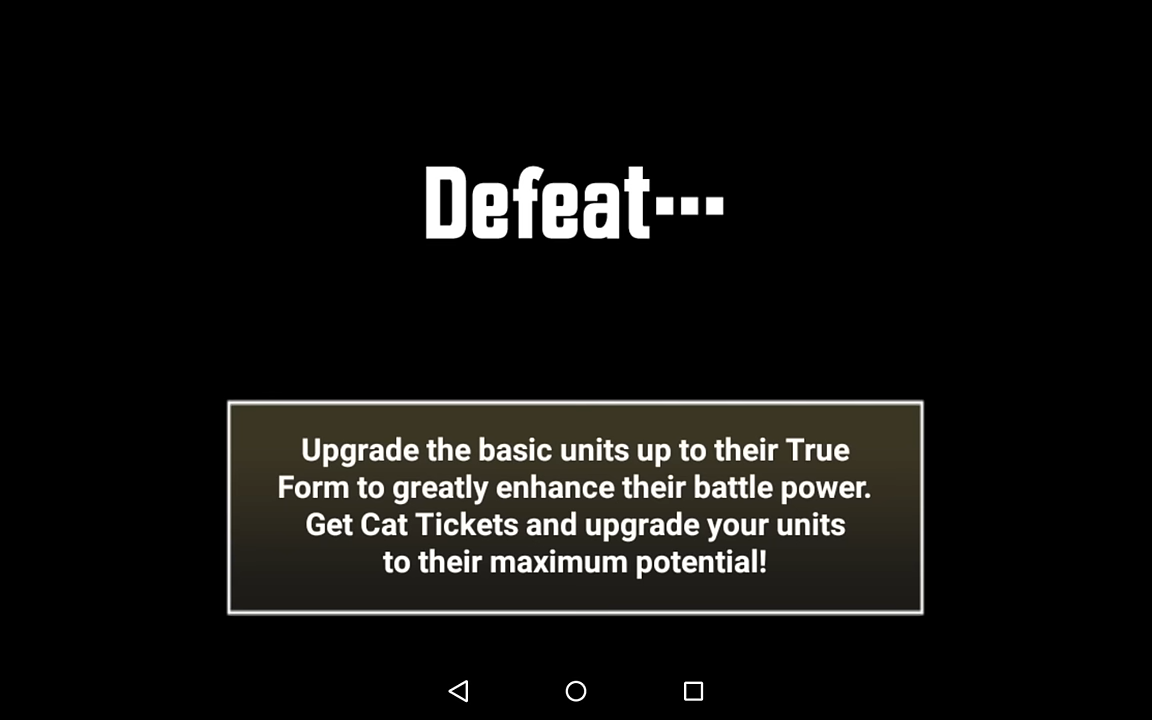 Defeat…
Upgrade the basic units up to their True
Form to greatly enhance their battle power.
Get Cat Tickets and upgrade your units
to their maximum potential!